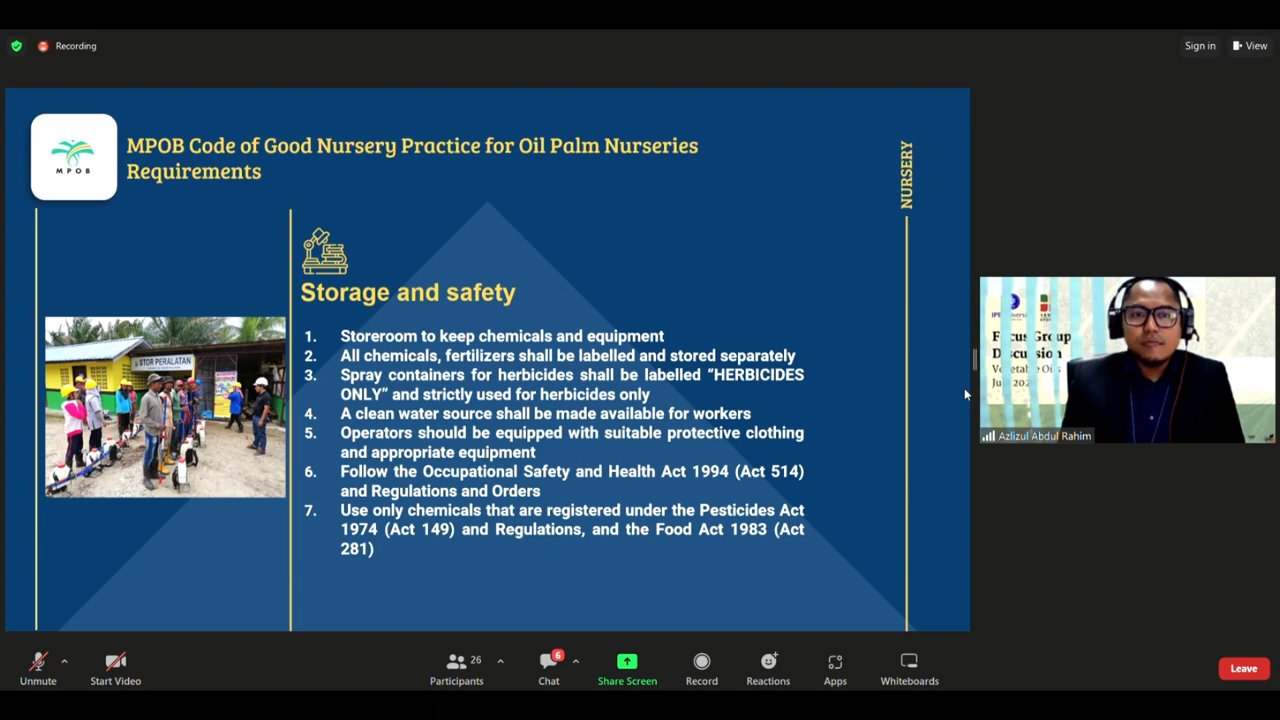 Recording
Sign in
View
MPOB
MPOB Code of Good Nursery Practice for Oil Palm Nurseries
Requirements
NURSERY
Storage and safety
STOR PERALATAN
1. Storeroom to keep chemicals and equipment
2. All chemicals, fertilizers shall be labelled and stored separately
3. Spray containers for herbicides shall be labelled “HERBICIDES
ONLY” and strictly used for herbicides only
4. A clean water source shall be made available for workers
5. Operators should be equipped with suitable protective clothing
and appropriate equipment
6. Follow the Occupational Safety and Health Act 1994 (Act 514)
and Regulations and Orders
7. Use only chemicals that are registered under the Pesticides Act
1974 (Act 149) and Regulations, and the Food Act 1983 (Act
281)
Focus Group
Discussion
Vegetable Oils
Azlizul Abdul Rahim
Unmute
Start Video
26
Participants
6
Chat
Share Screen
Record
Reactions
Apps
Whiteboards
Leave